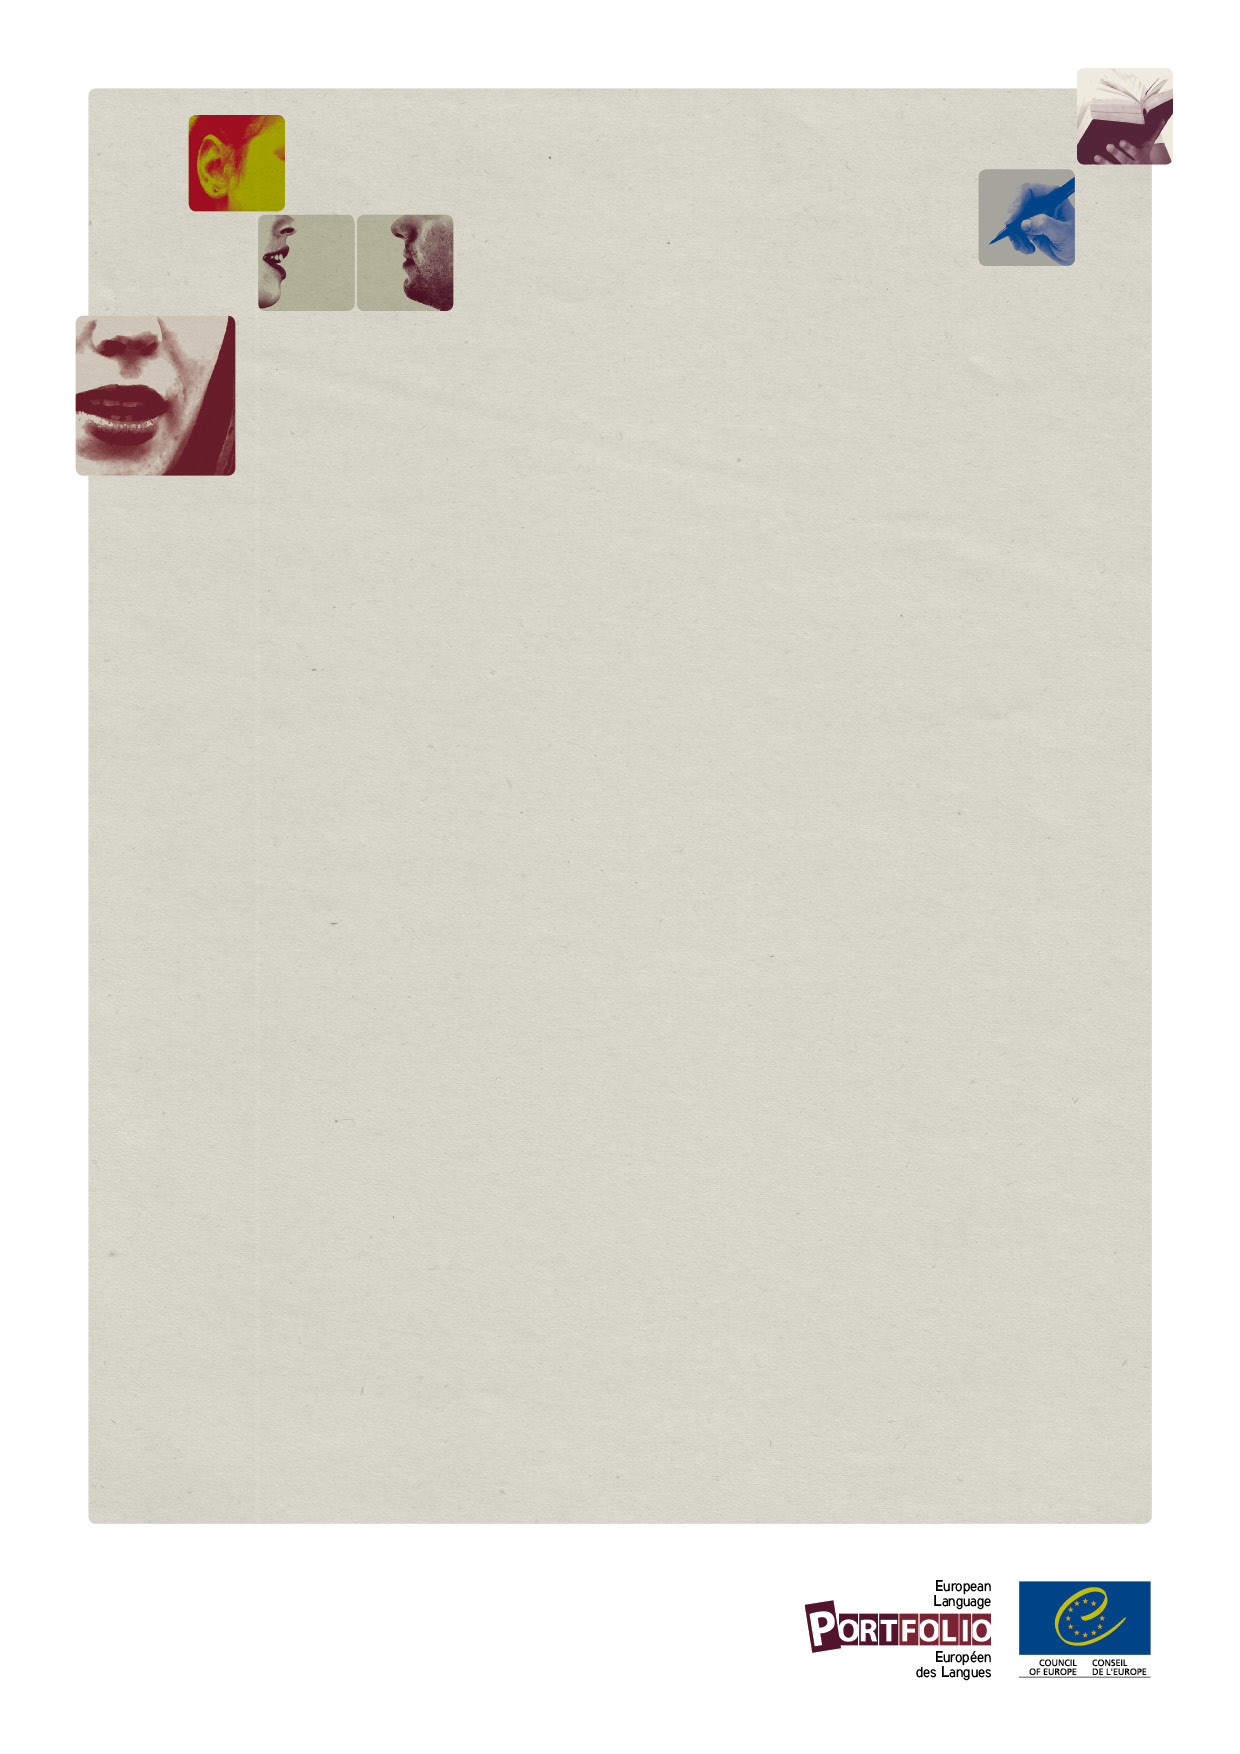 European
Language
PORTFOLIO
Européen
des Langues
COUNCIL CONSEIL
OF EUROPE DE L'EUROPE